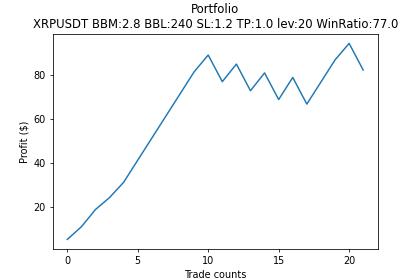 Portfolio
XRPUSDT BBM:2.8 BBL:240 SL:1.2 TP:1.0 lev:20 WinRatio:77.0
Profit ($)
80
60
40
20
0 5 10 15 20
Trade counts